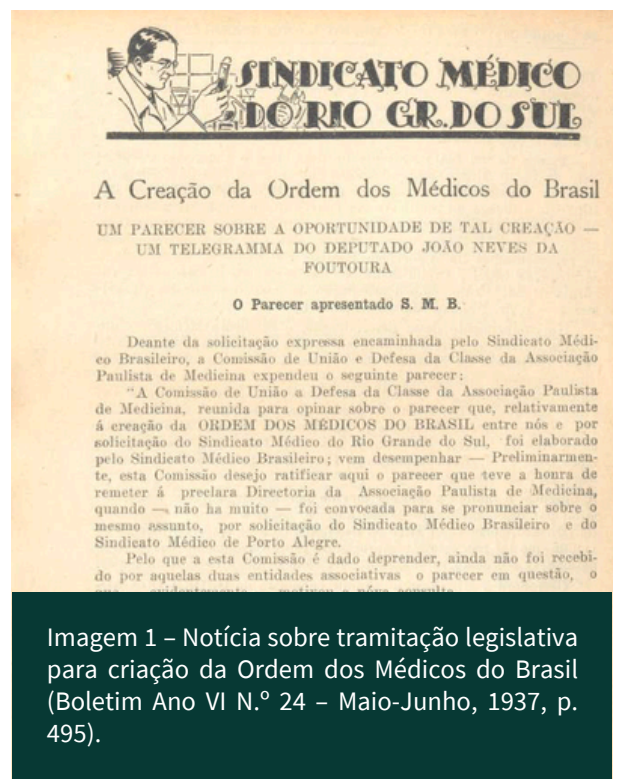 SINDICATO MÉDICO
DO RIO GR. DO SUL
A Creação da Ordem dos Médicos do Brasil
UM PARECER SOBRE A OPORTUNIDADE DE TAL CREAÇÃO —
UM TELEGRAMMA DO DEPUTADO JOÃO NEVES DA
FOUTOURA
O Parecer apresentado S. M. B.
Deante da solicitação expressa encaminhada pelo Sindicato Médi-
co Brasileiro, a Comissão de União e Defesa da Classe da Associação
Paulista de Medicina expendeu o seguinte parecer:
"A Comissão de União a Defesa da Classe da Associação Paulista
de Medicina, reunida para opinar sobre o parecer que, relativamente
á creação da ORDEM DOS MÉDICOS DO BRASIL entre nós e por
solicitação do Sindicato Médico do Rio Grande do Sul, foi elaborado
pelo Sindicato Médico Brasileiro; vem desempenhar — Preliminarmen-
te, esta Comissão desejo ratificar aqui o parecer que teve a honra de
remeter á preclara Directoria da Associação Paulista de Medicina,
quando — não ha muito — foi convocada para se pronunciar sobre o
mesmo assunto, por solicitação do Sindicato Médico Brasileiro e do
Sindicato Médico de Porto Alegre.
Pelo que a esta Comissão é dado deprender, ainda não foi recebi-
do por aquelas duas entidades associativas o parecer em questão, o
Imagem 1 – Notícia sobre tramitação legislativa
para criação da Ordem dos Médicos do Brasil
(Boletim Ano VI N.º 24 – Maio-Junho, 1937, p.
495).